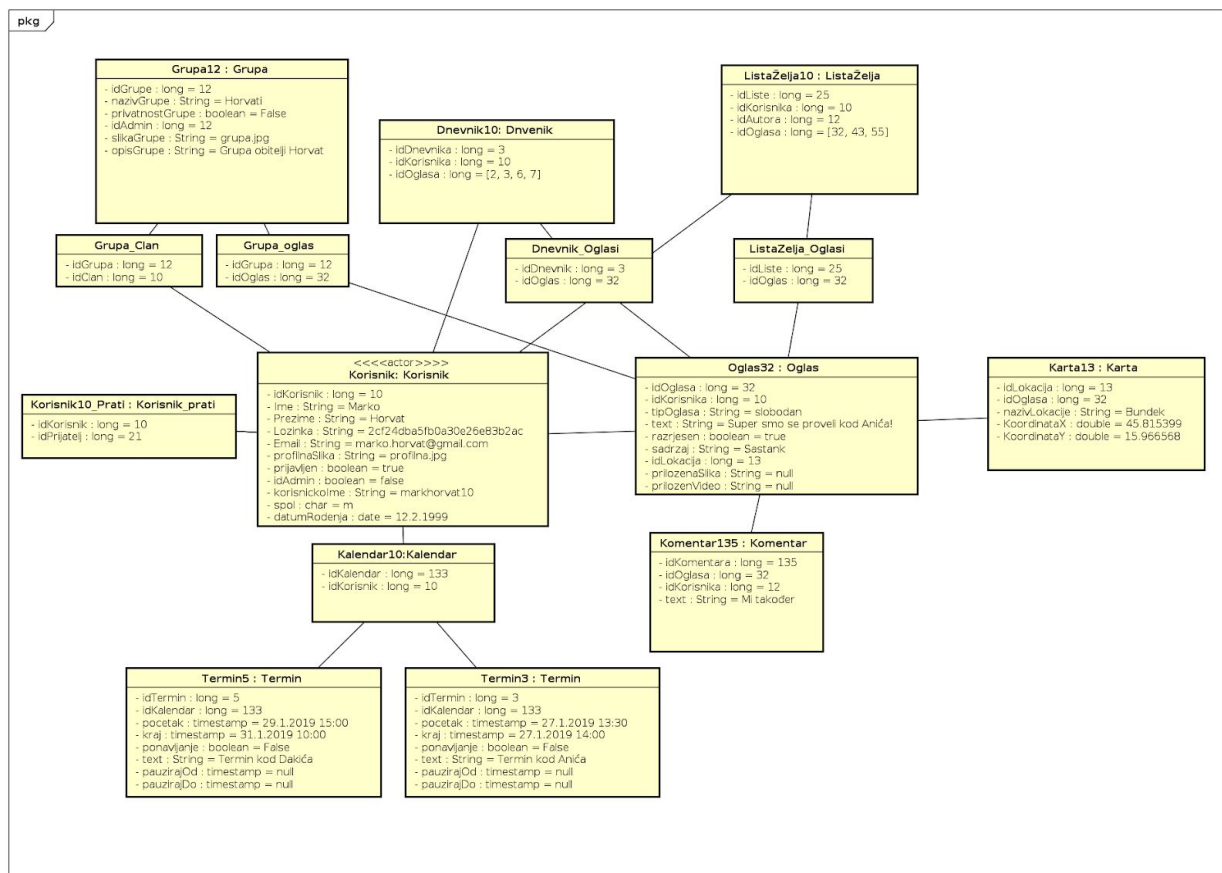 pkg
Grupa12 : Grupa
- idGrupe : long = 12
- nazivGrupe : String = Horvati
- privatnostGrupe : boolean = False
- idAdmin : long = 12
- slikaGrupe : String = grupa.jpg
- opisGrupe : String = Grupa obitelji Horvat
Dnevnik10: Dnvenik
- idDnevnika : long = 3
- idKorisnika : long = 10
- idOglasa : long = [2, 3, 6, 7]
ListaŽelja10 : ListaŽelja
- idListe : long = 25
- idKorisnika : long = 10
- idAutora : long = 12
- idOglasa : long = [32, 43, 55]
Grupa_Clan
- idGrupa : long = 12
- idClan : long = 10
Grupa_oglas
- idGrupa : long = 12
- idOglas : long = 32
Dnevnik_Oglasi
- idDnevnik : long = 3
- idOglas : long = 32
ListaZelja_Oglasi
- idListe : long = 25
- idOglas : long = 32
Korisnik10_Prati : Korisnik_prati
- idKorisnik : long = 10
- idPrijatelj : long = 21
<<<<actor>>>>
Korisnik: Korisnik
- idKorisnik : long = 10
- Ime : String = Marko
- Prezime : String = Horvat
- Lozinka : String = 2cf24dba5fb0a30e26e83b2ac
- Email : String = marko.horvat@gmail.com
- profilnaSlika : String = profilna.jpg
- prijavljen : boolean = true
- idAdmin : boolean = false
- korisnickoIme : String = markhorvat10
- spol : char = m
- datumRodenja : date = 12.2.1999
Oglas32 : Oglas
- idOglasa : long = 32
- idKorisnika : long = 10
- tipOglasa : String = slobodan
- text : String = Super smo se proveli kod Anića!
- razrjesen : boolean = true
- sadrzaj : String = Sastank
- idLokacija : long = 13
- prilozenaSlika : String = null
- prilozenVideo : String = null
Karta13 : Karta
- idLokacija : long = 13
- idOglasa : long = 32
- nazivLokacije : String = Bundek
- KoordinataX : double = 45.815399
- KoordinataY : double = 15.966568
Kalendar10:Kalendar
- idKalendar : long = 133
- idKorisnik : long = 10
Komentar135 : Komentar
- idKomentara : long = 135
- idOglasa : long = 32
- idKorisnika : long = 12
- text : String = Mi također
Termin5 : Termin
- idTermin : long = 5
- idKalendar : long = 133
- pocetak : timestamp = 29.1.2019 15:00
- kraj : timestamp = 31.1.2019 10:00
- ponavljanje : boolean = False
- text : String = Termin kod Dakića
- pauzirajOd : timestamp = null
- pauzirajDo : timestamp = null
Termin3 : Termin
- idTermin : long = 3
- idKalendar : long = 133
- pocetak : timestamp = 27.1.2019 13:30
- kraj : timestamp = 27.1.2019 14:00
- ponavljanje : boolean = False
- text : String = Termin kod Anića
- pauzirajOd : timestamp = null
- pauzirajDo : timestamp = null